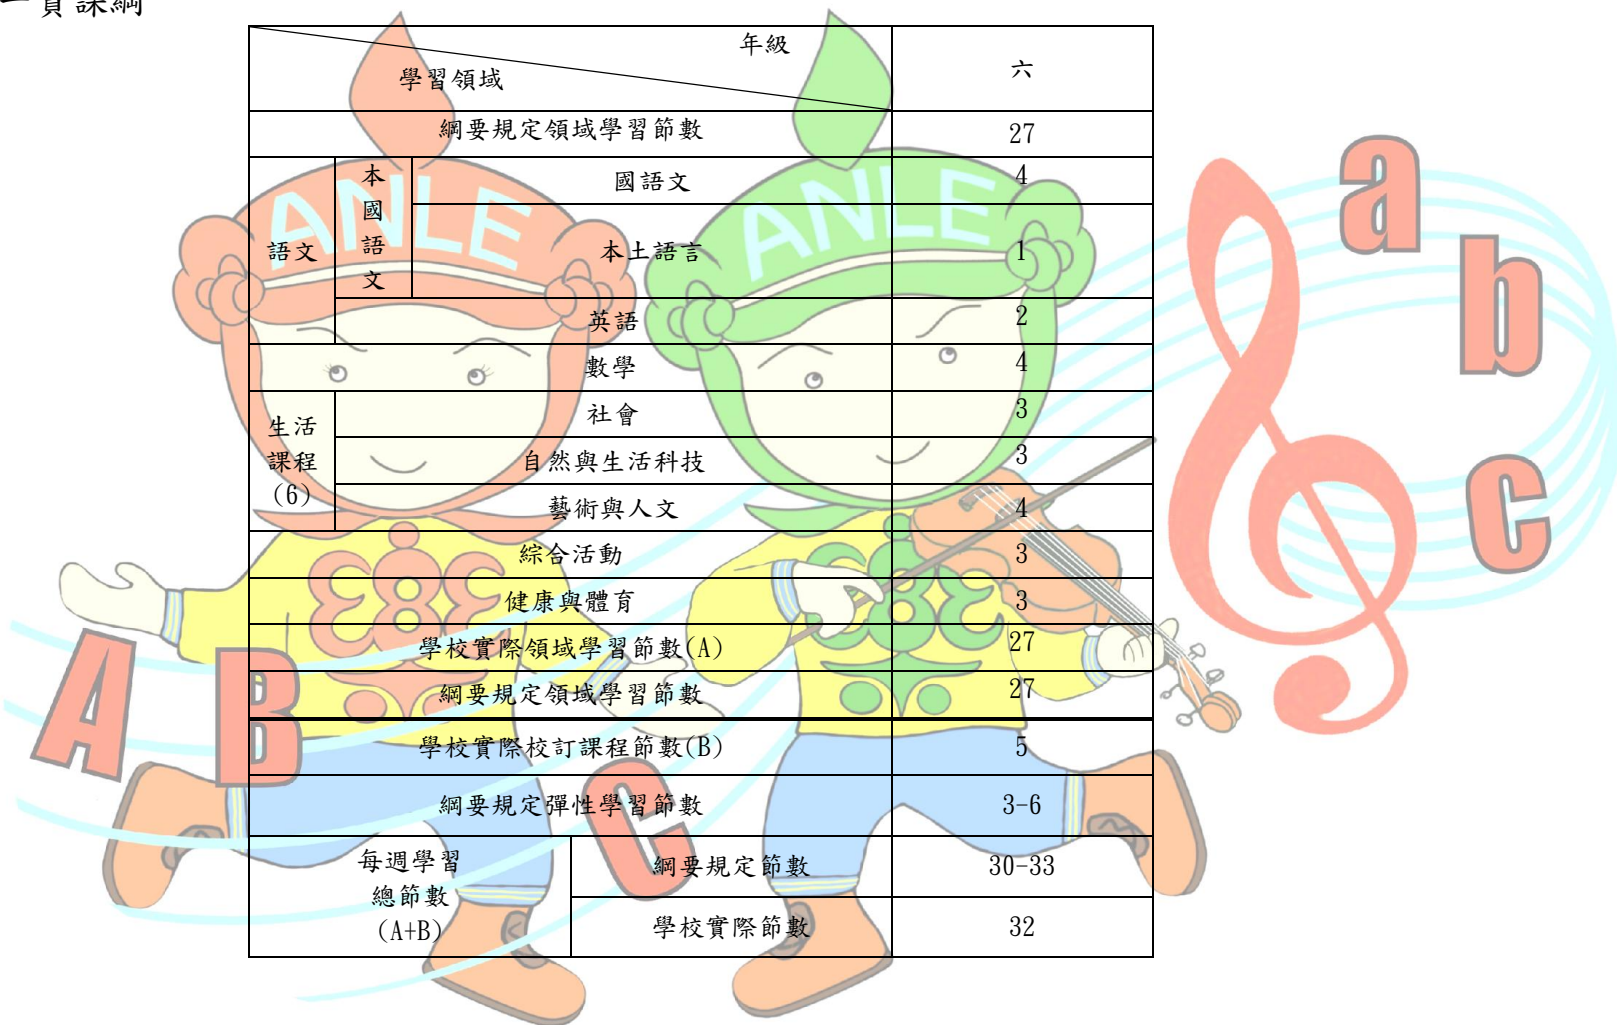 一貫課綱
年級
學習領域
六
綱要規定領域學習節數 27
語文
本
國
語
文
國語文 4
本土語言 1
英語 2
數學 4
生活
課程
(6)
社會 3
自然與生活科技 3
藝術與人文 4
綜合活動 3
健康與體育 3
學校實際領域學習節數(A) 27
綱要規定領域學習節數 27
學校實際校訂課程節數(B) 5
綱要規定彈性學習節數 3-6
每週學習
總節數
(A+B)
綱要規定節數 30-33
學校實際節數 32
ANLE
ANLE
A
B
C
a
b
c